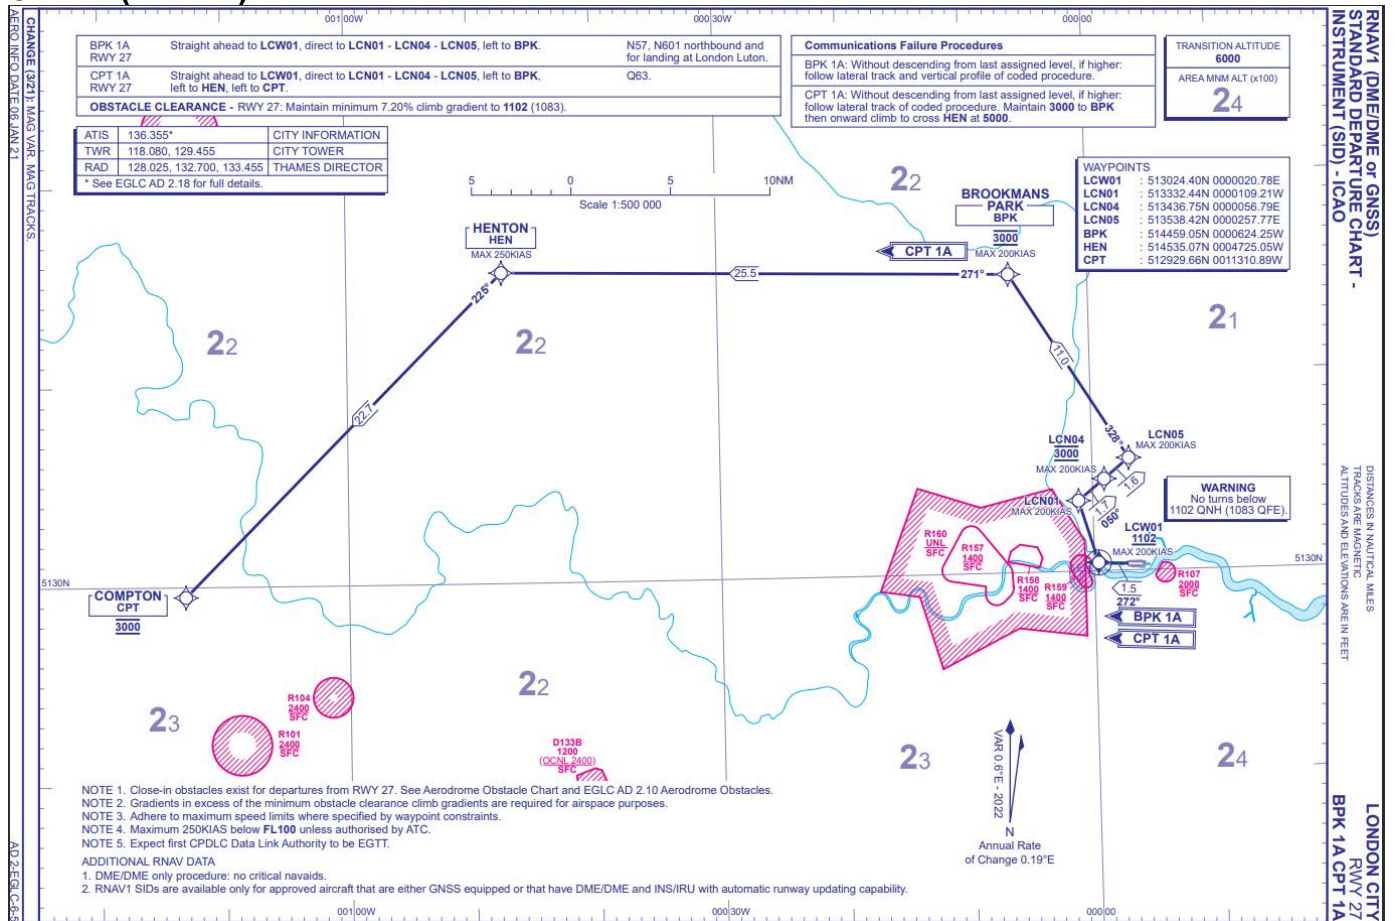 RNAV1 (DME/DME or GNSS)
STANDARD DEPARTURE CHART -
INSTRUMENT (SID) - ICAO
LONDON CITY
RWY 27
BPK 1A CPT 1A
DISTANCES IN NAUTICAL MILES
TRACKS ARE MAGNETIC
ALTITUDES AND ELEVATIONS ARE IN FEET
CHANGE (3/21): MAG VAR. MAG TRACKS.
AERO INFO DATE 06 JAN 21
001 00W
000 30W
000 00
BPK 1A
RWY 27
Straight ahead to LCW01, direct to LCN01 - LCN04 - LCN05, left to BPK.
N57, N601 northbound and
for landing at London Luton.
CPT 1A
RWY 27
Straight ahead to LCW01, direct to LCN01 - LCN04 - LCN05, left to BPK,
left to HEN, left to CPT.
Q63.
OBSTACLE CLEARANCE - RWY 27: Maintain minimum 7.20% climb gradient to 1102 (1083).
Communications Failure Procedures
BPK 1A: Without descending from last assigned level, if higher:
follow lateral track and vertical profile of coded procedure.
CPT 1A: Without descending from last assigned level, if higher:
follow lateral track of coded procedure. Maintain 3000 to BPK
then onward climb to cross HEN at 5000.
TRANSITION ALTITUDE
6000
AREA MNM ALT (x100)
24
ATIS 136.355* CITY INFORMATION
TWR 118.080, 129.455 CITY TOWER
RAD 128.025, 132.700, 133.455 THAMES DIRECTOR
* See EGLC AD 2.18 for full details.
5 0 5 10NM
Scale 1:500 000
WAYPOINTS
LCW01 : 513024.40N 0000020.78E
LCN01 : 513332.44N 0000109.21W
LCN04 : 513436.75N 0000056.79E
LCN05 : 513538.42N 0000257.77E
BPK : 514459.05N 0000624.25W
HEN : 514535.07N 0004725.05W
CPT : 512929.66N 0011310.89W
22
BROOKMANS
PARK
BPK
3000
MAX 200KIAS
CPT 1A
HENTON
HEN
MAX 250KIAS
225°
25.5
271°
22
22
21
11.0
22.7
328°
LCN05
MAX 200KIAS
LCN04
3000
MAX 200KIAS
1.6
LCN01
MAX 200KIAS
1.7
050°
WARNING
No turns below
1102 QNH (1083 QFE).
LCW01
1102
MAX 200KIAS
R160
UNL
SFC
R157
1400
SFC
R158
1400
SFC
R159
1400
SFC
R107
2000
SFC
5130N
5130N
1.5
272°
BPK 1A
CPT 1A
COMPTON
CPT
3000
22
23
23
24
R104
2400
SFC
R101
2400
SFC
D133B
1200
(OCNL 2400)
SFC
VAR 0.6°E - 2022
N
Annual Rate
of Change 0.19°E
NOTE 1. Close-in obstacles exist for departures from RWY 27. See Aerodrome Obstacle Chart and EGLC AD 2.10 Aerodrome Obstacles.
NOTE 2. Gradients in excess of the minimum obstacle clearance climb gradients are required for airspace purposes.
NOTE 3. Adhere to maximum speed limits where specified by waypoint constraints.
NOTE 4. Maximum 250KIAS below FL100 unless authorised by ATC.
NOTE 5. Expect first CPDLC Data Link Authority to be EGTT.
ADDITIONAL RNAV DATA
1. DME/DME only procedure: no critical navaids.
2. RNAV1 SIDs are available only for approved aircraft that are either GNSS equipped or that have DME/DME and INS/IRU with automatic runway updating capability.
001 00W
000 30W
000 00